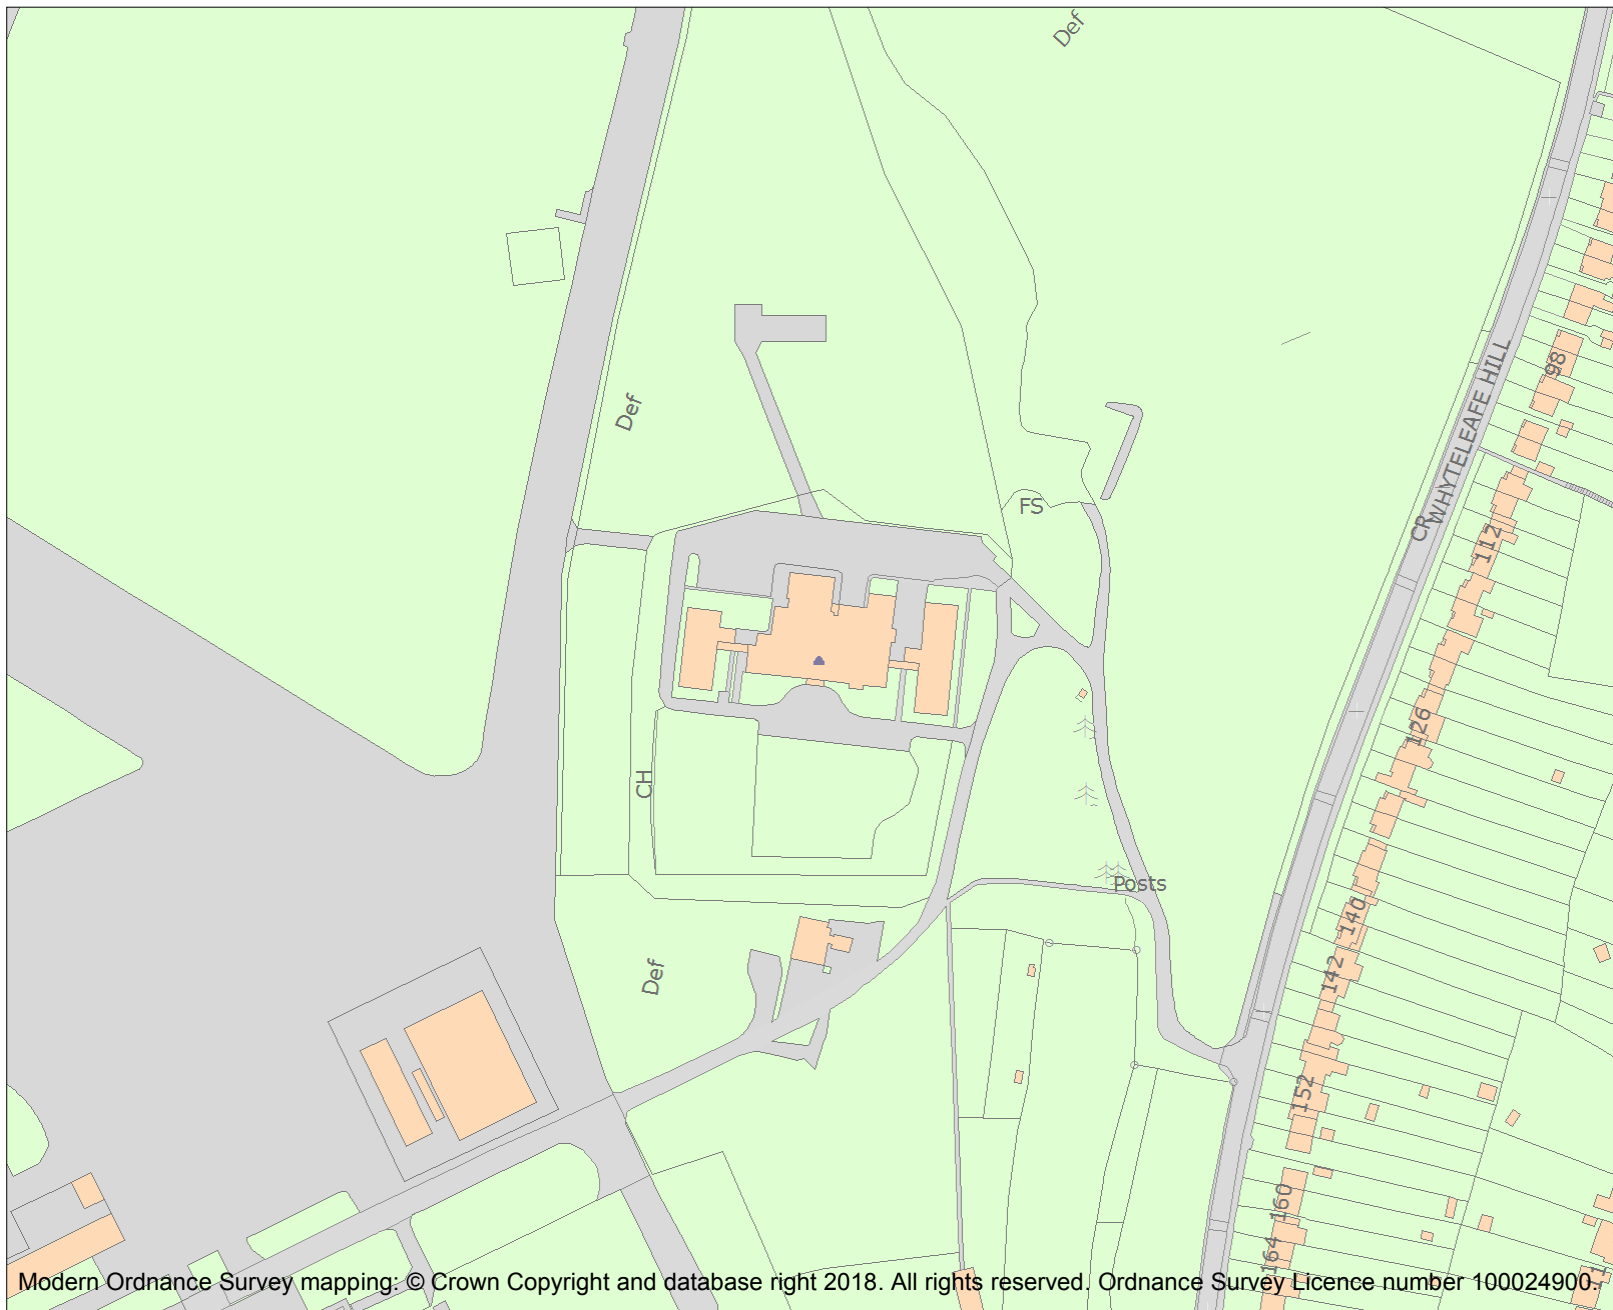 Def
98
Def
WHYTELEAFE HILL
FS
CR
112
126
CH
Posts
140
142
Def
152
160
164
Modern Ordnance Survey mapping: © Crown Copyright and database right 2018. All rights reserved. Ordnance Survey Licence number 100024900.